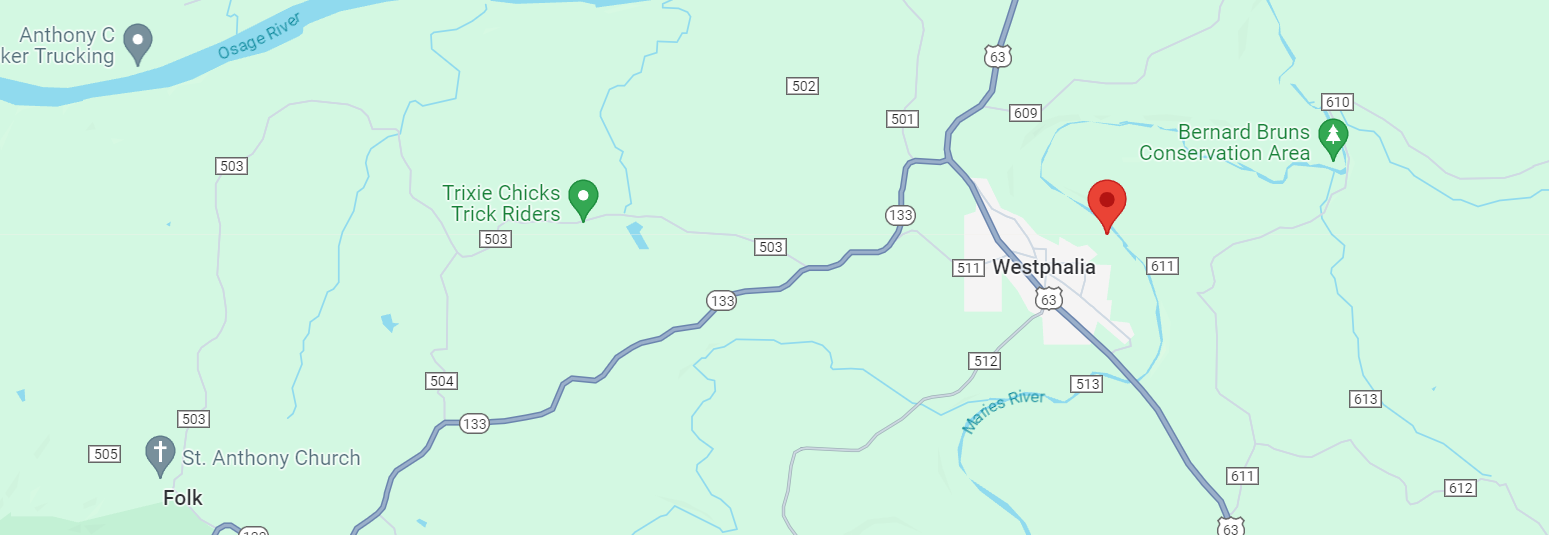 Anthony C
ker Trucking
Osage River
63
502
501
609
610
Bernard Bruns
Conservation Area
503
Trixie Chicks
Trick Riders
133
503
503
511
Westphalia
611
133
63
512
504
513
Maries River
613
503
133
505
St. Anthony Church
Folk
611
612
63